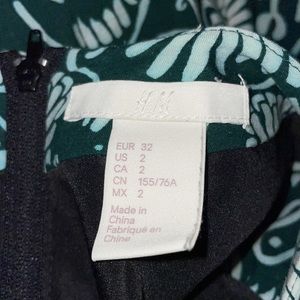 H&M
EUR 32
US 2
CA 2
CN 155/76A
MX 2
Made in
China
Fabriqué en
Chine